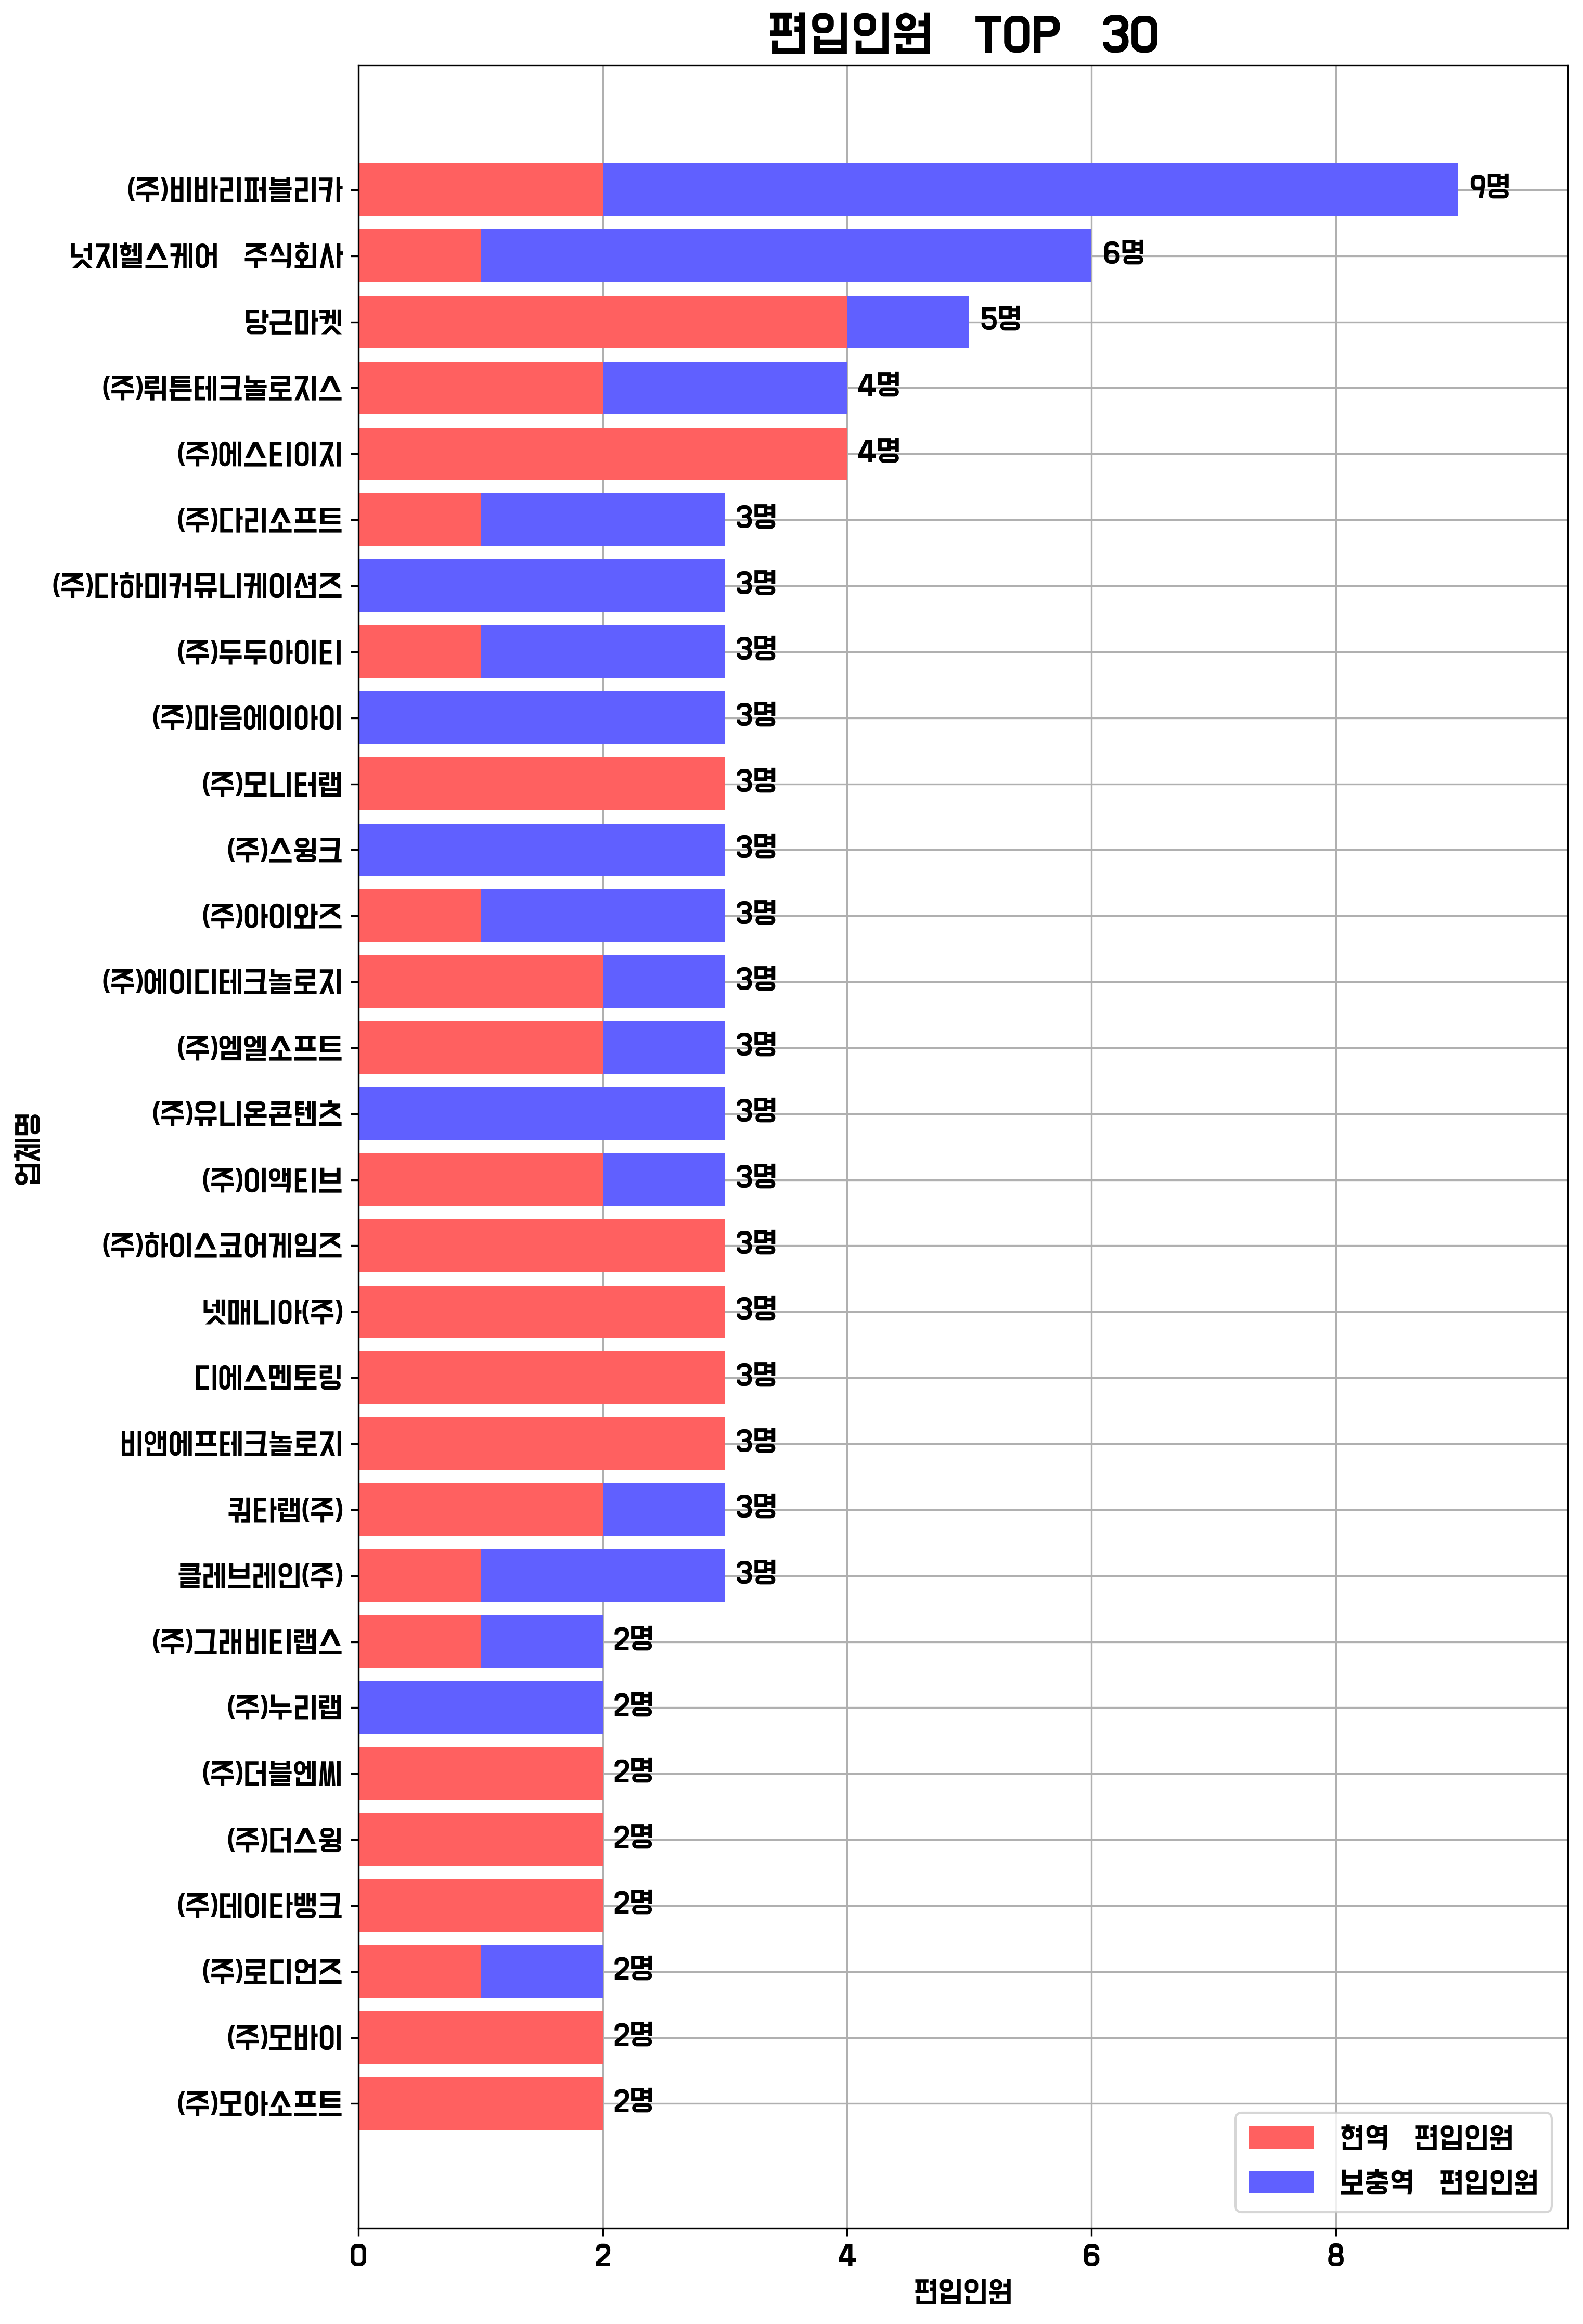 편입인원 TOP 30
(주)비바리퍼블리카 9명
넛지헬스케어 주식회사 6명
당근마켓 5명
(주)뤼튼테크놀로지스 4명
(주)에스티이지 4명
(주)다리소프트 3명
(주)다하미커뮤니케이션즈 3명
(주)두두아이티 3명
(주)마음에이아이 3명
(주)모니터랩 3명
(주)스윙크 3명
(주)아이와즈 3명
(주)에이디테크놀로지 3명
(주)엠엘소프트 3명
(주)유니온콘텐츠 3명
(주)이액티브 3명
(주)하이스코어게임즈 3명
넷매니아(주) 3명
디에스멘토링 3명
비앤에프테크놀로지 3명
쿼타랩(주) 3명
클레브레인(주) 3명
(주)그래비티랩스 2명
(주)누리랩 2명
(주)더블엔씨 2명
(주)더스윙 2명
(주)데이타뱅크 2명
(주)로디언즈 2명
(주)모바이 2명
(주)모아소프트 2명
업체명
현역 편입인원
보충역 편입인원
0 2 4 6 8
편입인원